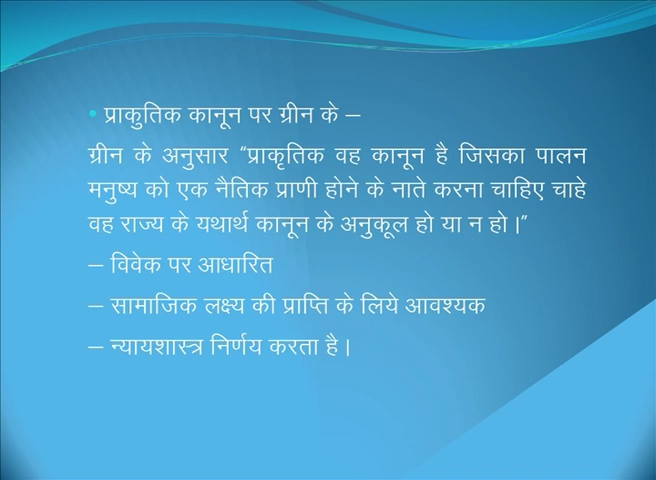 • प्राकुतिक कानून पर ग्रीन के –
ग्रीन के अनुसार “प्राकृतिक वह कानून है जिसका पालन
मनुष्य को एक नैतिक प्राणी होने के नाते करना चाहिए चाहे
वह राज्य के यथार्थ कानून के अनुकूल हो या न हो।”
– विवेक पर आधारित
– सामाजिक लक्ष्य की प्राप्ति के लिये आवश्यक
– न्यायशास्त्र निर्णय करता है।